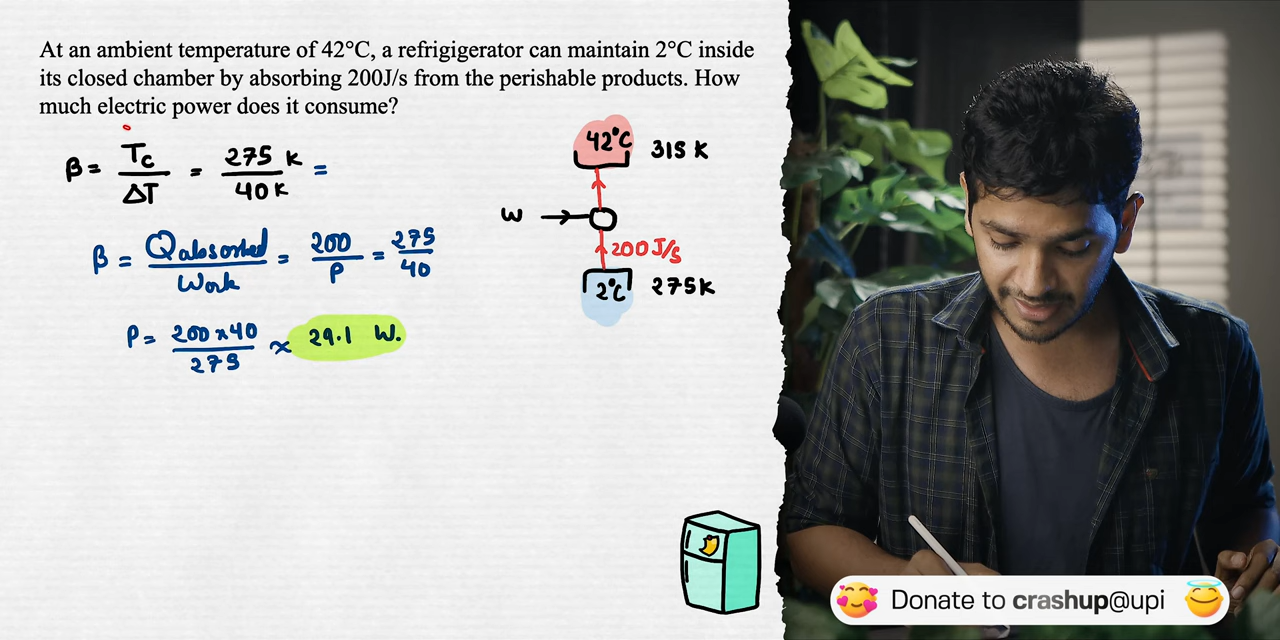 At an ambient temperature of 42°C, a refrigigerator can maintain 2°C inside
its closed chamber by absorbing 200J/s from the perishable products. How
much electric power does it consume?
β = Tc/ΔT = 275 K/40 K =
β = Q absorbed/Work = 200/P = 275/40
P = 200 × 40/275 ≈ 29.1 W.
42°C 315 K
W
200 J/s
2°C 275 K
Donate to crashup@upi